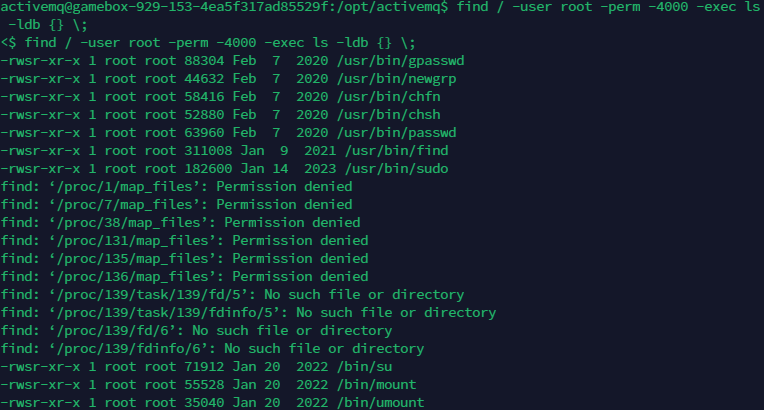 activemq@gamebox-929-153-4ea5f317ad85529f:/opt/activemq$ find / -user root -perm -4000 -exec ls
 -ldb {} \;
<$ find / -user root -perm -4000 -exec ls -ldb {} \;
-rwsr-xr-x 1 root root 88304 Feb  7  2020 /usr/bin/gpasswd
-rwsr-xr-x 1 root root 44632 Feb  7  2020 /usr/bin/newgrp
-rwsr-xr-x 1 root root 58416 Feb  7  2020 /usr/bin/chfn
-rwsr-xr-x 1 root root 52880 Feb  7  2020 /usr/bin/chsh
-rwsr-xr-x 1 root root 63960 Feb  7  2020 /usr/bin/passwd
-rwsr-xr-x 1 root root 311008 Jan  9  2021 /usr/bin/find
-rwsr-xr-x 1 root root 182600 Jan 14  2023 /usr/bin/sudo
find: ‘/proc/1/map_files’: Permission denied
find: ‘/proc/7/map_files’: Permission denied
find: ‘/proc/38/map_files’: Permission denied
find: ‘/proc/131/map_files’: Permission denied
find: ‘/proc/135/map_files’: Permission denied
find: ‘/proc/136/map_files’: Permission denied
find: ‘/proc/139/task/139/fd/5’: No such file or directory
find: ‘/proc/139/task/139/fdinfo/5’: No such file or directory
find: ‘/proc/139/fd/6’: No such file or directory
find: ‘/proc/139/fdinfo/6’: No such file or directory
-rwsr-xr-x 1 root root 71912 Jan 20  2022 /bin/su
-rwsr-xr-x 1 root root 55528 Jan 20  2022 /bin/mount
-rwsr-xr-x 1 root root 35040 Jan 20  2022 /bin/umount